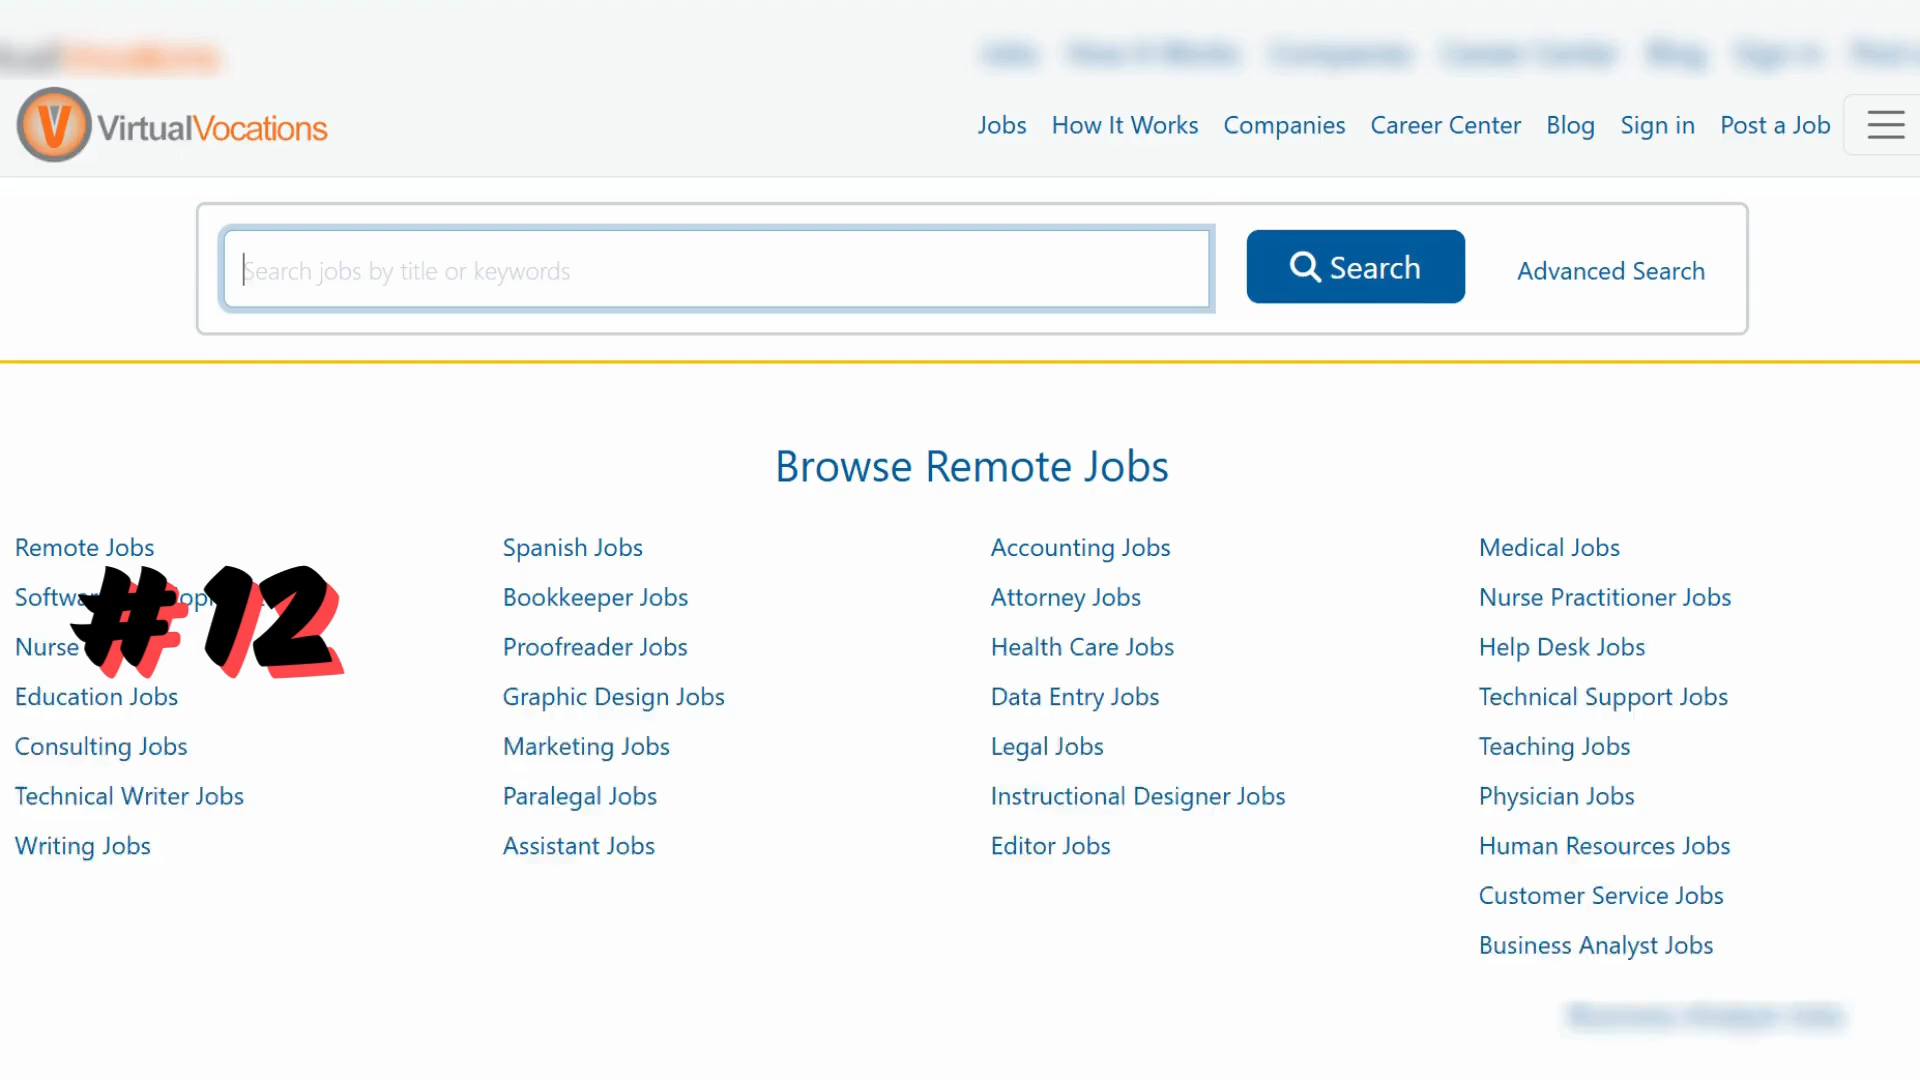 VirtualVocations
Jobs How It Works Companies Career Center Blog Sign in Post a Job
Search jobs by title or keywords
Search
Advanced Search
Browse Remote Jobs
Remote Jobs
Nurse
Education Jobs
Consulting Jobs
Technical Writer Jobs
Writing Jobs
#12
Spanish Jobs
Bookkeeper Jobs
Proofreader Jobs
Graphic Design Jobs
Marketing Jobs
Paralegal Jobs
Assistant Jobs
Accounting Jobs
Attorney Jobs
Health Care Jobs
Data Entry Jobs
Legal Jobs
Instructional Designer Jobs
Editor Jobs
Medical Jobs
Nurse Practitioner Jobs
Help Desk Jobs
Technical Support Jobs
Teaching Jobs
Physician Jobs
Human Resources Jobs
Customer Service Jobs
Business Analyst Jobs